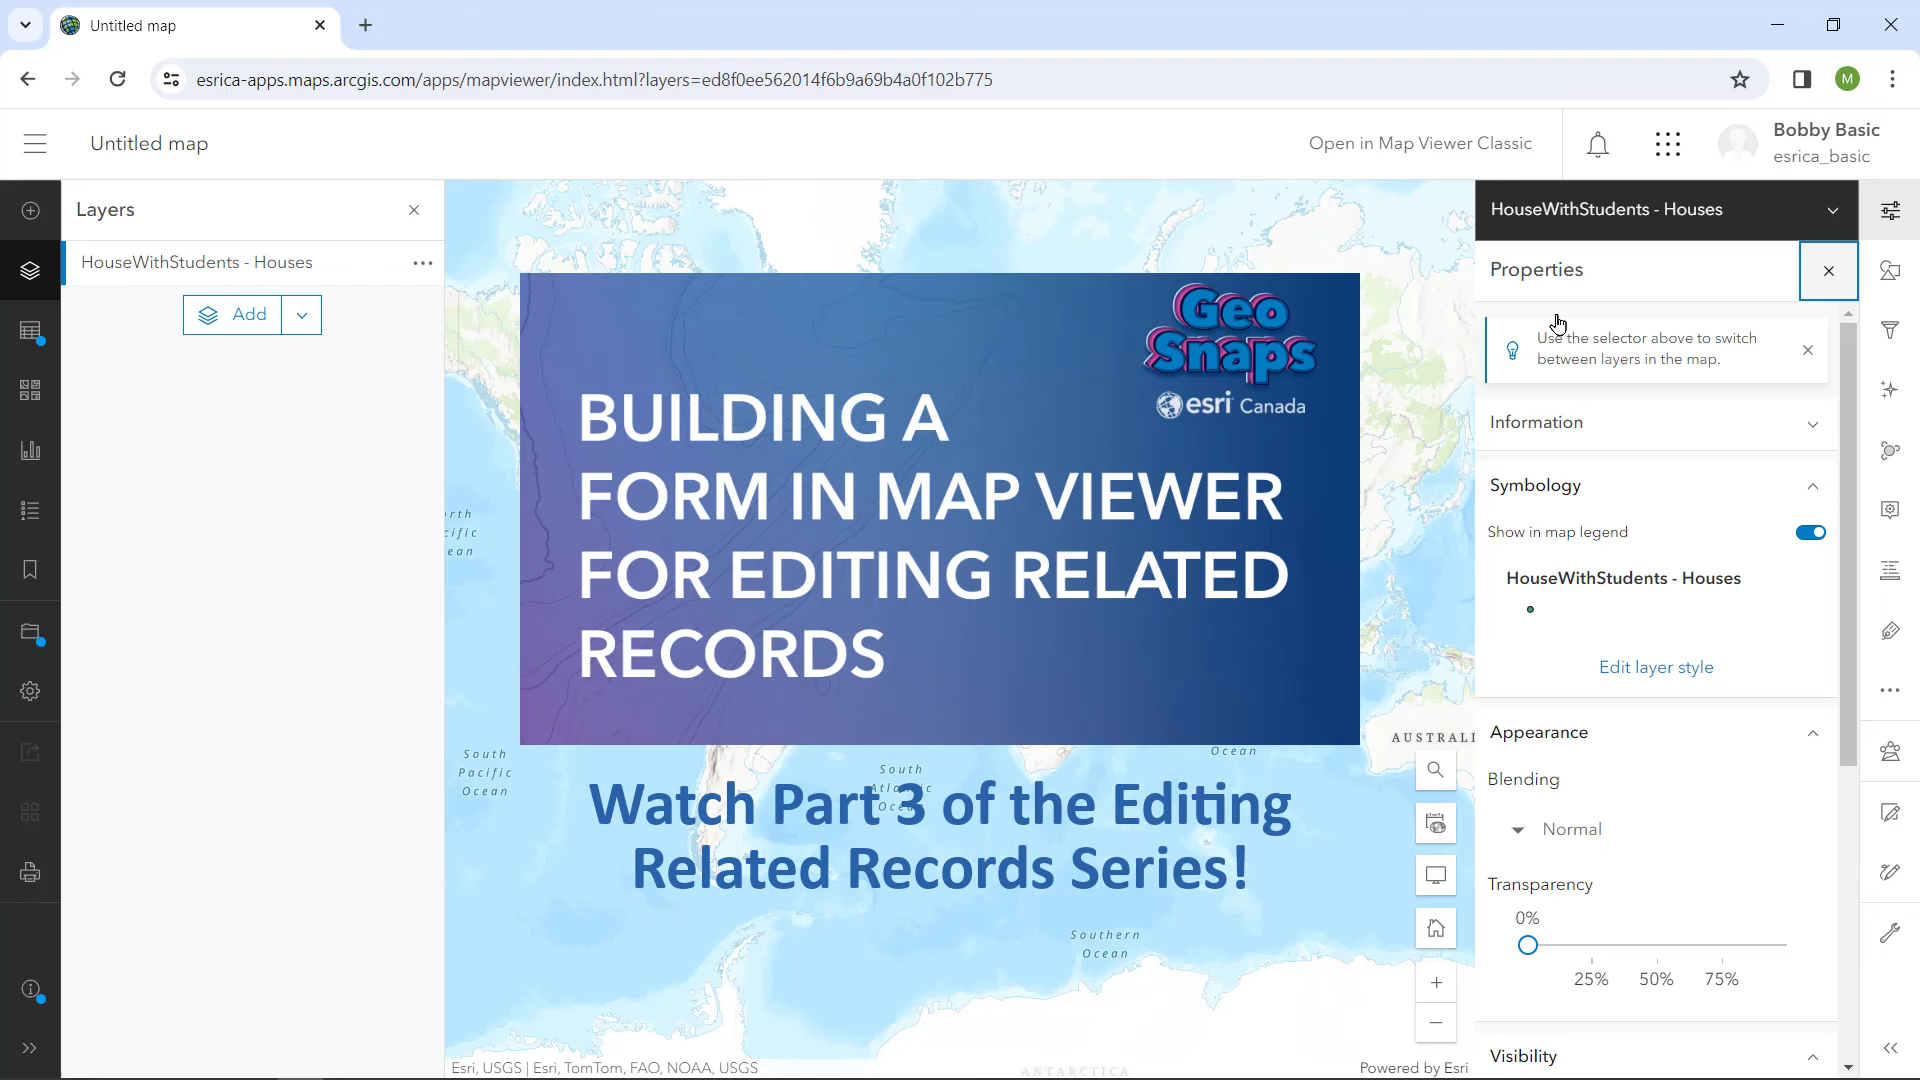 Untitled map
esrica-apps.maps.arcgis.com/apps/mapviewer/index.html?layers=ed8f0ee562014f6b9a69b4a0f102b775
M
Untitled map
Open in Map Viewer Classic
Bobby Basic
esrica_basic
Layers
HouseWithStudents - Houses
Add
Geo
Snaps
esri Canada
BUILDING A
FORM IN MAP VIEWER
FOR EDITING RELATED
RECORDS
Watch Part 3 of the Editing
Related Records Series!
South
Pacific
Ocean
South
Ocean
AUSTRALI
Southern
Ocean
ANTARCTICA
Esri, USGS | Esri, TomTom, FAO, NOAA, USGS
Powered by Esri
HouseWithStudents - Houses
Properties
Use the selector above to switch
between layers in the map.
Information
Symbology
Show in map legend
HouseWithStudents - Houses
Edit layer style
Appearance
Blending
Normal
Transparency
0%
25% 50% 75%
Visibility